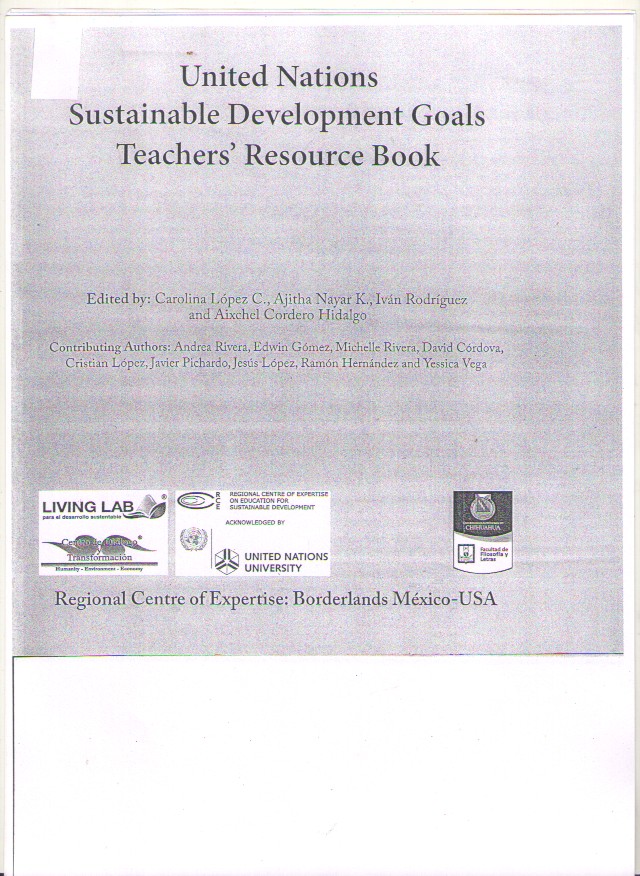 United Nations
Sustainable Development Goals
Teachers' Resource Book
Edited by: Carolina López C., Ajitha Nayar K., Iván Rodríguez
and Aixchel Cordero Hidalgo
Contributing Authors: Andrea Rivera, Edwin Gómez, Michelle Rivera, David Córdova,
Cristian López, Javier Pichardo, Jesús López, Ramón Hernández and Yessica Vega
LIVING LAB ®
para el desarrollo sustentable
Centro de Diálogo ®
y
Transformación
Humanity - Environment - Economy
RCE
REGIONAL CENTRE OF EXPERTISE
ON EDUCATION FOR
SUSTAINABLE DEVELOPMENT
ACKNOWLEDGED BY
UNITED NATIONS
UNIVERSITY
CHIHUAHUA
Facultad de
Filosofía y
Letras
Regional Centre of Expertise: Borderlands México-USA